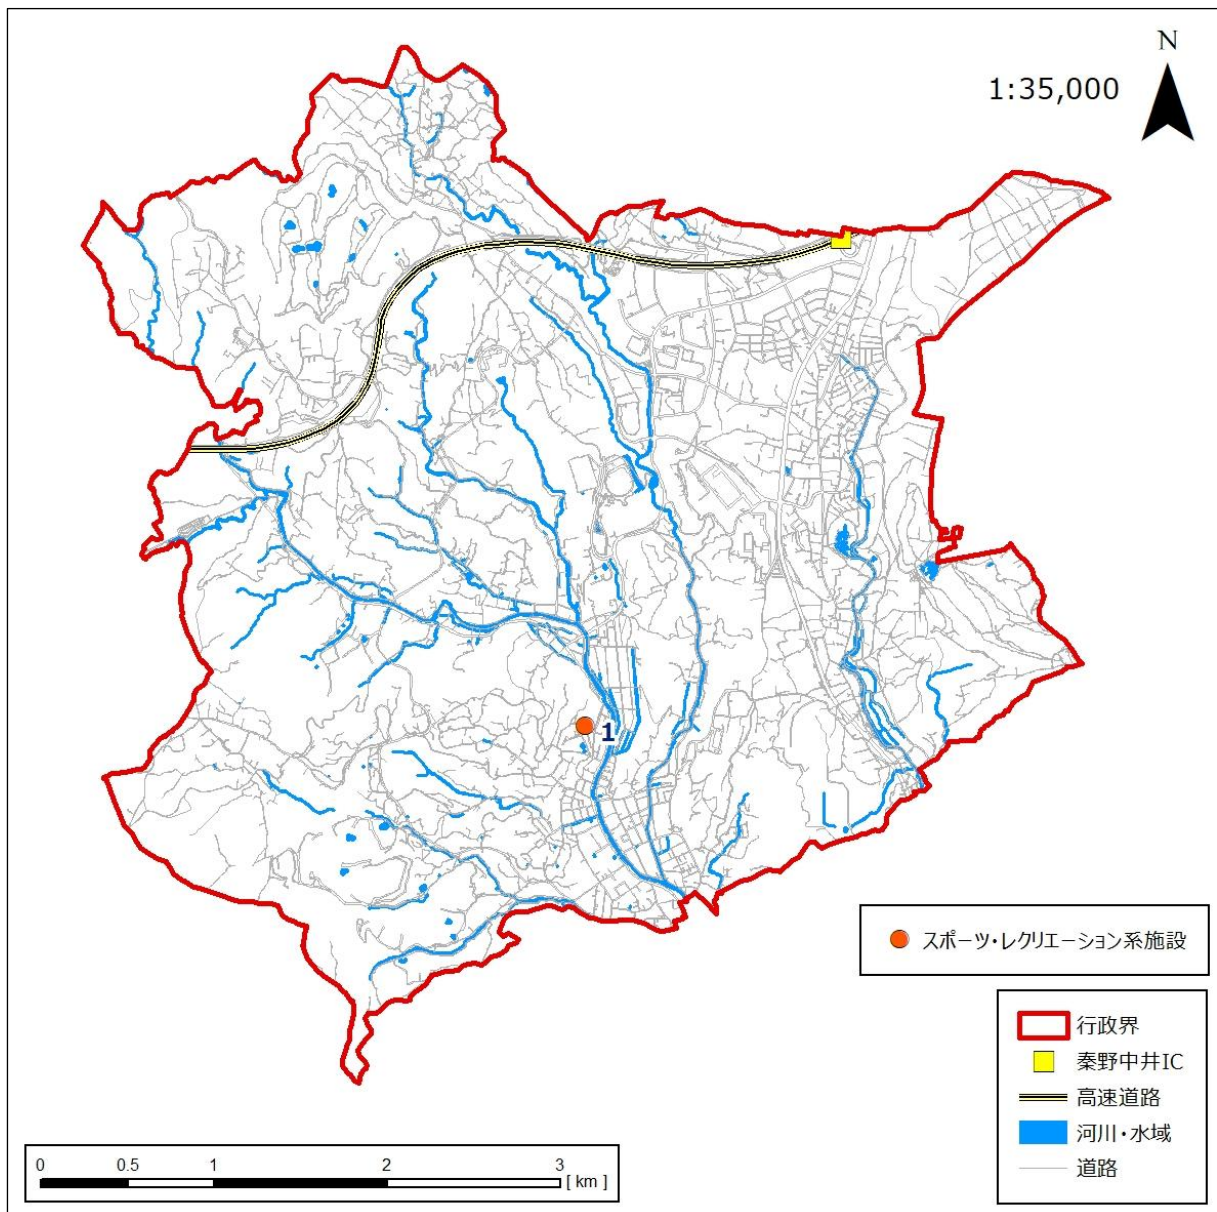 N
1:35,000
1
スポーツ・レクリエーション系施設
行政界
秦野中井IC
高速道路
河川・水域
道路
0 0.5 1 2 3
[ km ]